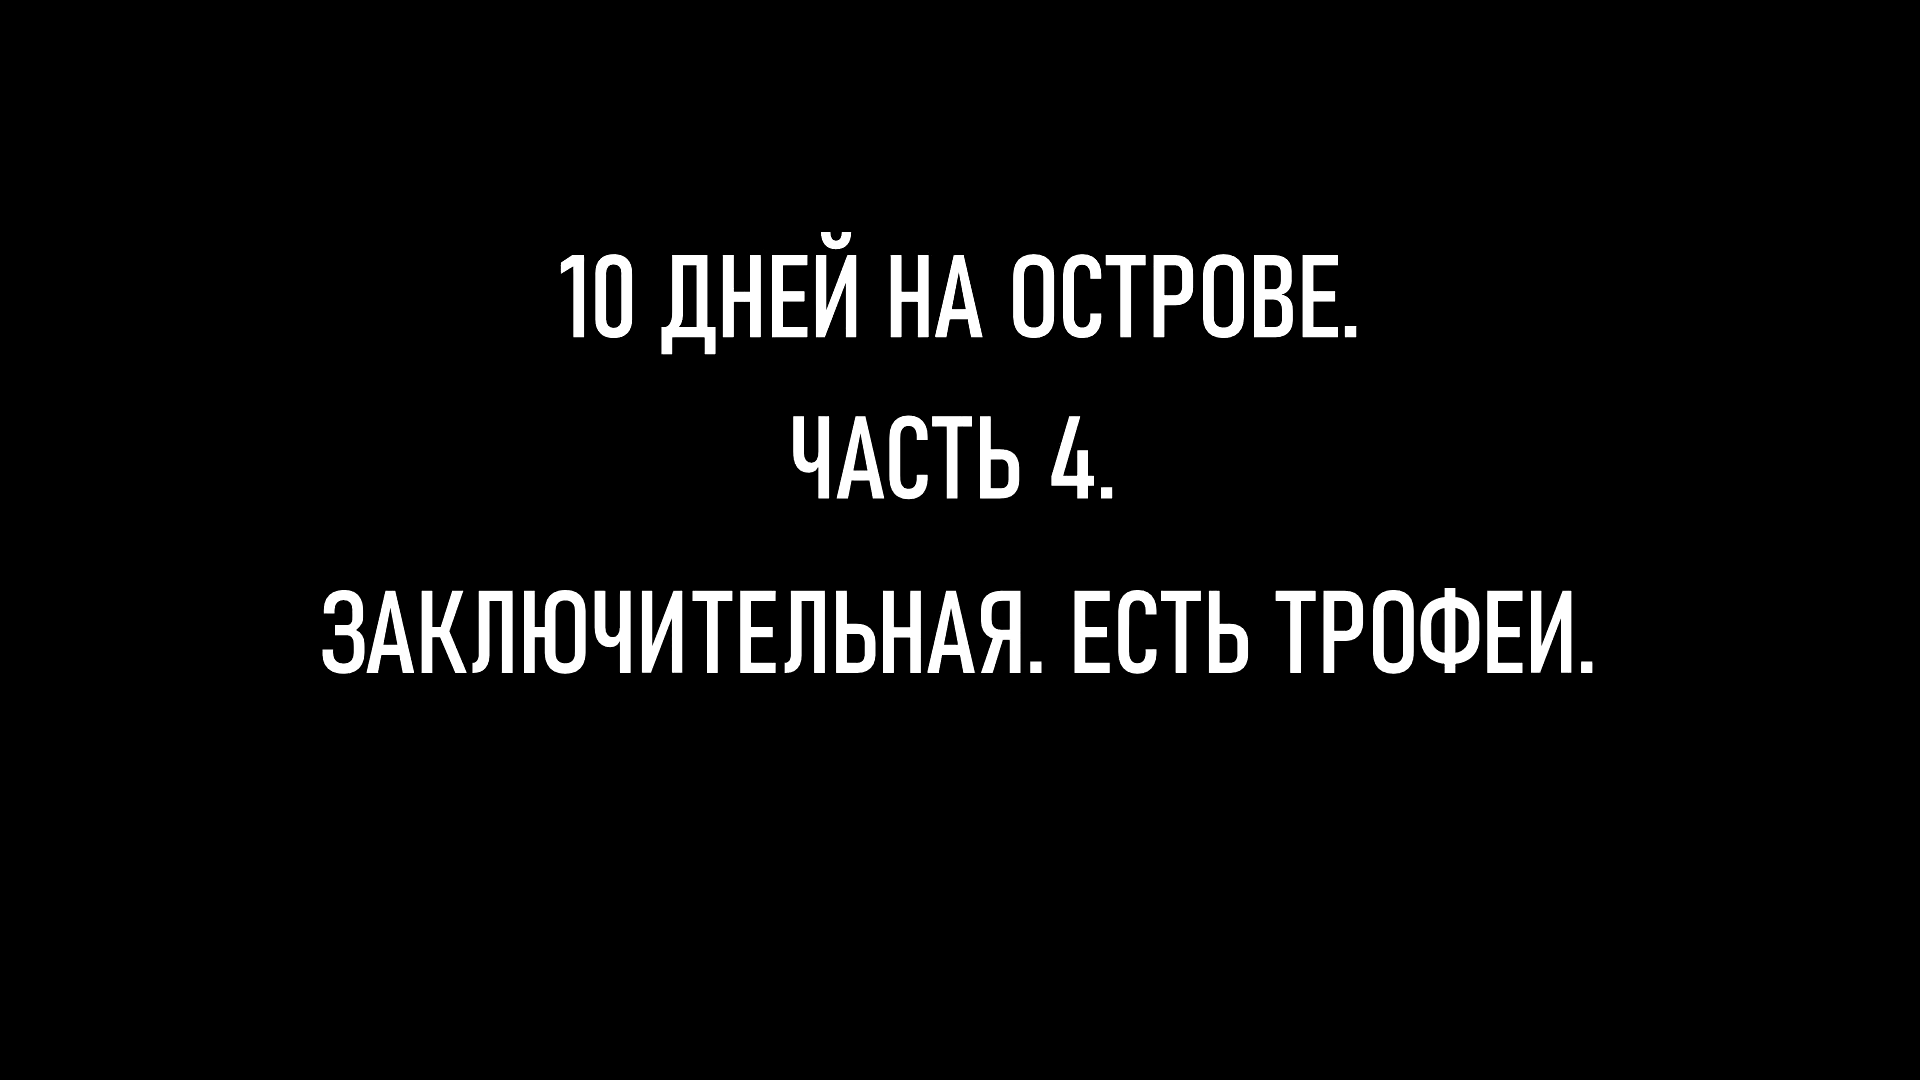 10 ДНЕЙ НА ОСТРОВЕ.
ЧАСТЬ 4.
ЗАКЛЮЧИТЕЛЬНАЯ. ЕСТЬ ТРОФЕИ.